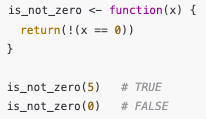 is_not_zero <- function(x) {
  return(!(x == 0))
}
is_not_zero(5)   # TRUE
is_not_zero(0)   # FALSE